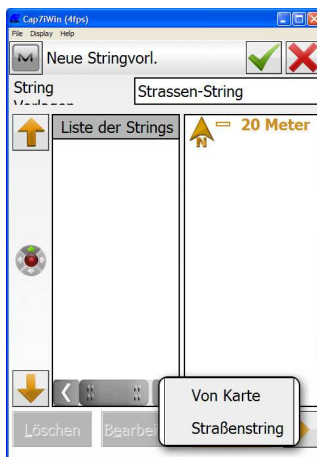 Cap7iWin (4fps)
File Display Help
M Neue Stringvorl.
String
Strassen-String
Vorlagen
Liste der Strings
20 Meter
N
Von Karte
Löschen
Straßenstring